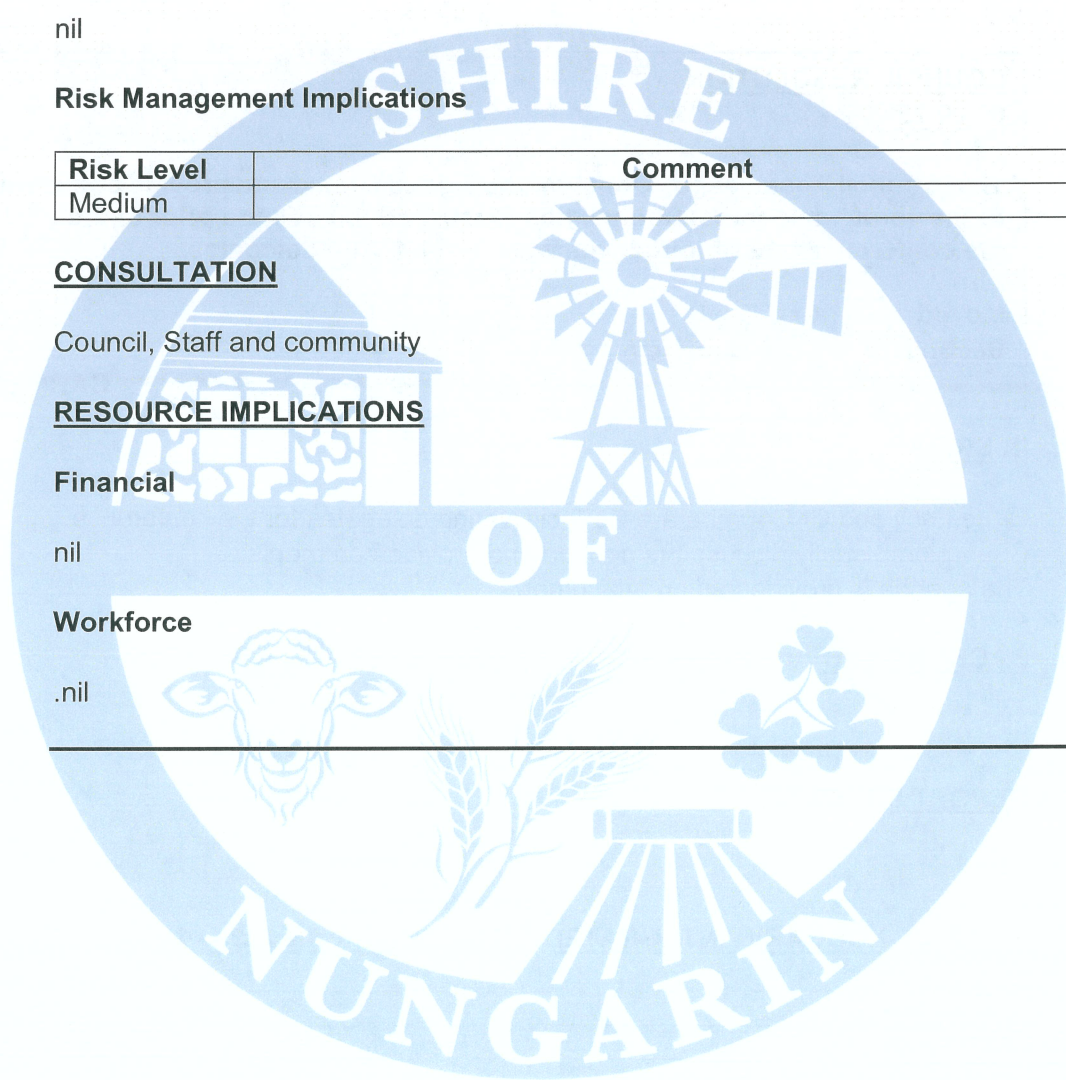 nil
Risk Management Implications
Risk Level Comment
Medium
CONSULTATION
Council, Staff and community
RESOURCE IMPLICATIONS
Financial
nil
Workforce
.nil
SHIRE
OF
NUNGARIN